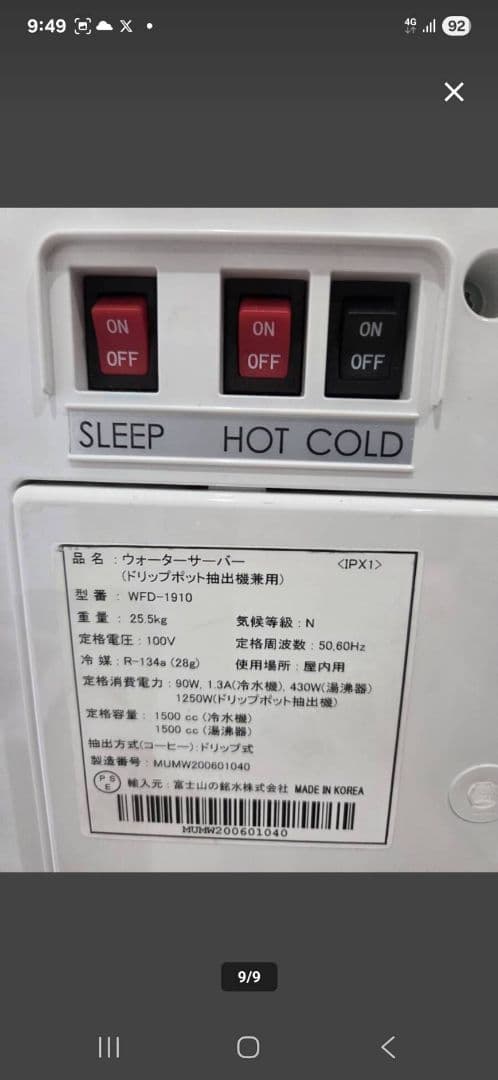 9:49 X
4G 92
ON ON ON
OFF OFF OFF
SLEEP HOT COLD
品 名 : ウォーターサーバー <IPX1>
(ドリップポット抽出機兼用)
型 番 : WFD-1910
重 量 : 25.5kg 気候等級 : N
定格電圧 : 100V 定格周波数 : 50,60Hz
冷 媒 : R-134a (28g) 使用場所 : 屋内用
定格消費電力 : 90W, 1.3A(冷水機), 430W(湯沸器)
1250W(ドリップポット抽出機)
定格容量 : 1500 cc (冷水機)
1500 cc (湯沸器)
抽出方式(コーヒー) : ドリップ式
製造番号 : MUMW200601040
PSE 輸入元 : 富士山の銘水株式会社 MADE IN KOREA
MUMW200601040
9/9